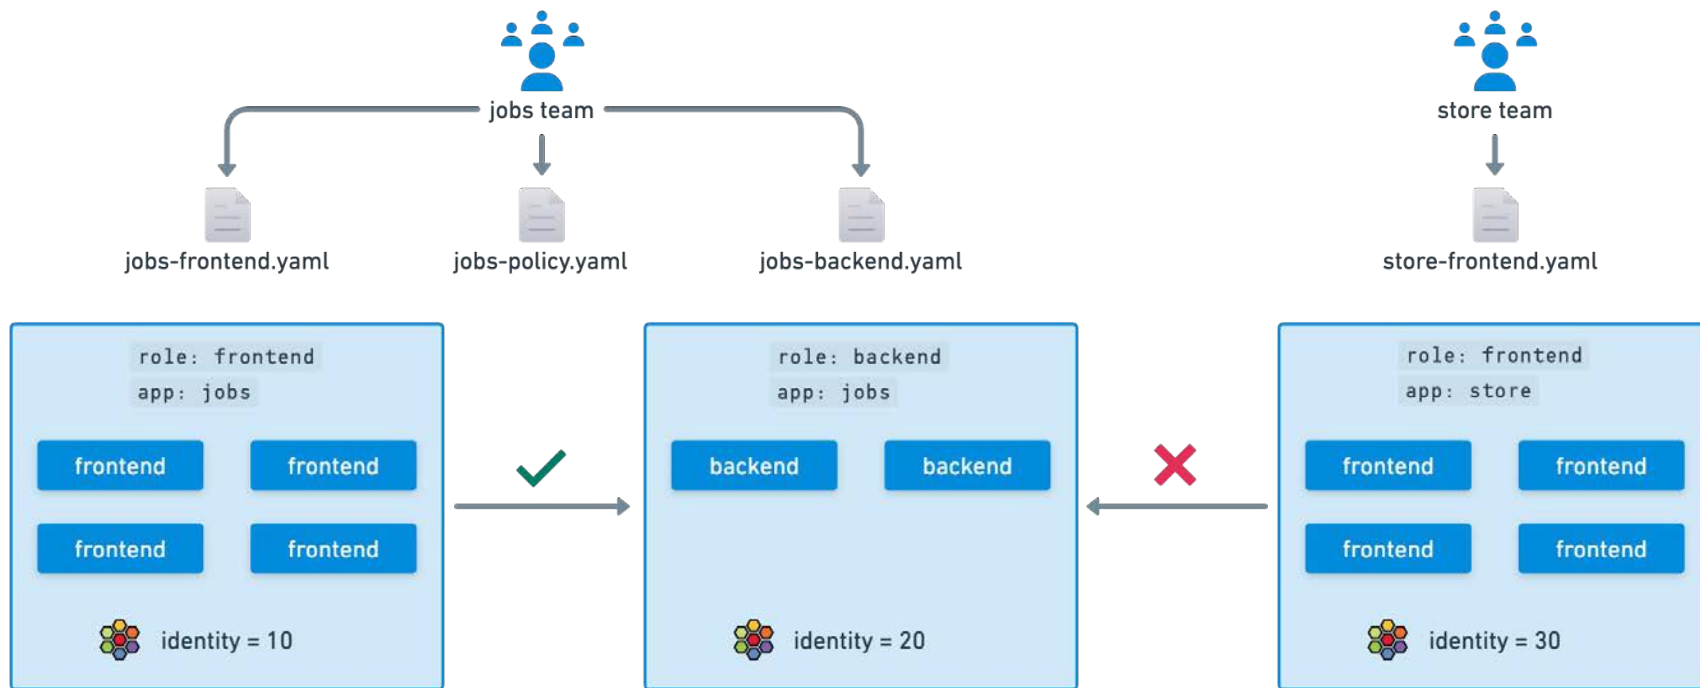 jobs team
store team
jobs-frontend.yaml
jobs-policy.yaml
jobs-backend.yaml
store-frontend.yaml
role: frontend
app: jobs
frontend
frontend
frontend
frontend
identity = 10
role: backend
app: jobs
backend
backend
identity = 20
role: frontend
app: store
frontend
frontend
frontend
frontend
identity = 30